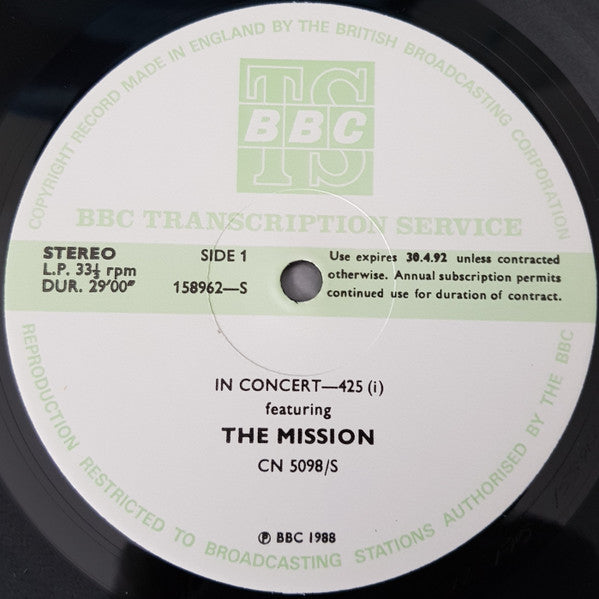 COPYRIGHT RECORD MADE IN ENGLAND BY THE BRITISH BROADCASTING CORPORATION
TS
BBC
BBC TRANSCRIPTION SERVICE
STEREO
L.P. 33⅓ rpm
DUR. 29′00″
SIDE 1
158962—S
Use expires 30.4.92 unless contracted
otherwise. Annual subscription permits
continued use for duration of contract.
IN CONCERT—425 (i)
featuring
THE MISSION
CN 5098/S
℗ BBC 1988
REPRODUCTION RESTRICTED TO BROADCASTING STATIONS AUTHORISED BY THE BBC